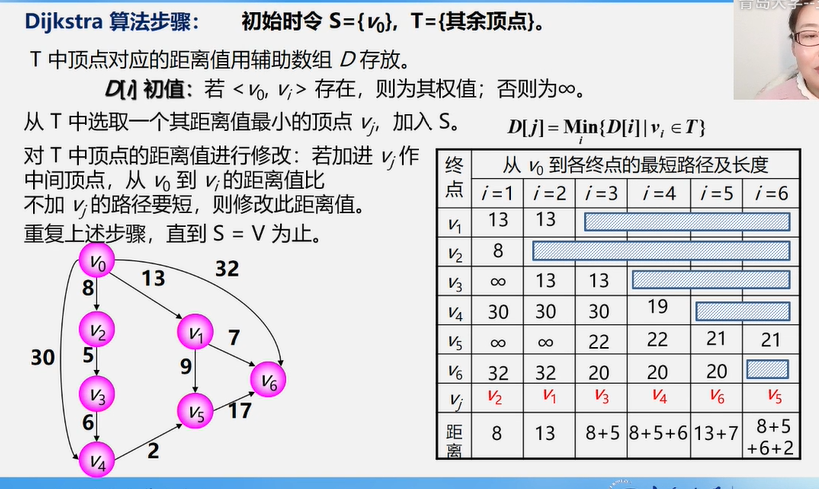 青岛大学
Dijkstra 算法步骤： 初始时令 S={v₀}，T={其余顶点}。
T 中顶点对应的距离值用辅助数组 D 存放。
D[i] 初值：若 <v₀, vᵢ> 存在，则为其权值；否则为∞。
从 T 中选取一个其距离值最小的顶点 vⱼ，加入 S。 D[j]=Min{D[i]|vᵢ∈T}
i
对 T 中顶点的距离值进行修改：若加进 vⱼ 作
中间顶点，从 v₀ 到 vᵢ 的距离值比
不加 vⱼ 的路径要短，则修改此距离值。
重复上述步骤，直到 S = V 为止。
v₀
8
13
32
v₂
v₁
7
30
5
9
v₆
v₃
6
v₅
17
v₄
2
终点 从 v₀ 到各终点的最短路径及长度
i=1 i=2 i=3 i=4 i=5 i=6
v₁ 13 13
v₂ 8
v₃ ∞ 13 13
v₄ 30 30 30 19
v₅ ∞ ∞ 22 22 21 21
v₆ 32 32 20 20 20
vⱼ v₂ v₁ v₃ v₄ v₆ v₅
距离 8 13 8+5 8+5+6 13+7 8+5+6+2